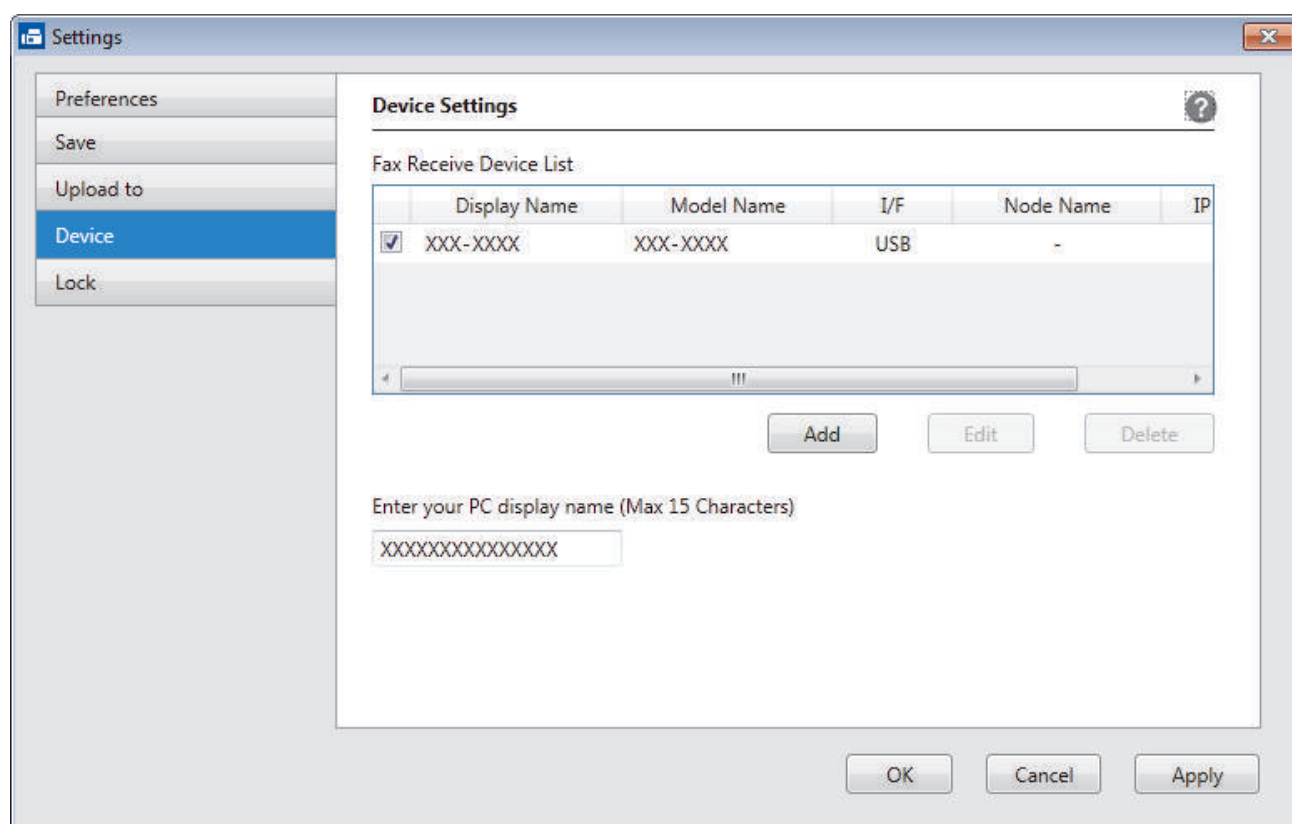 Settings
Preferences
Save
Upload to
Device
Lock
Device Settings
?
Fax Receive Device List
Display Name Model Name I/F Node Name IP
XXX-XXXX XXX-XXXX USB -
Add Edit Delete
Enter your PC display name (Max 15 Characters)
XXXXXXXXXXXXXXX
OK Cancel Apply